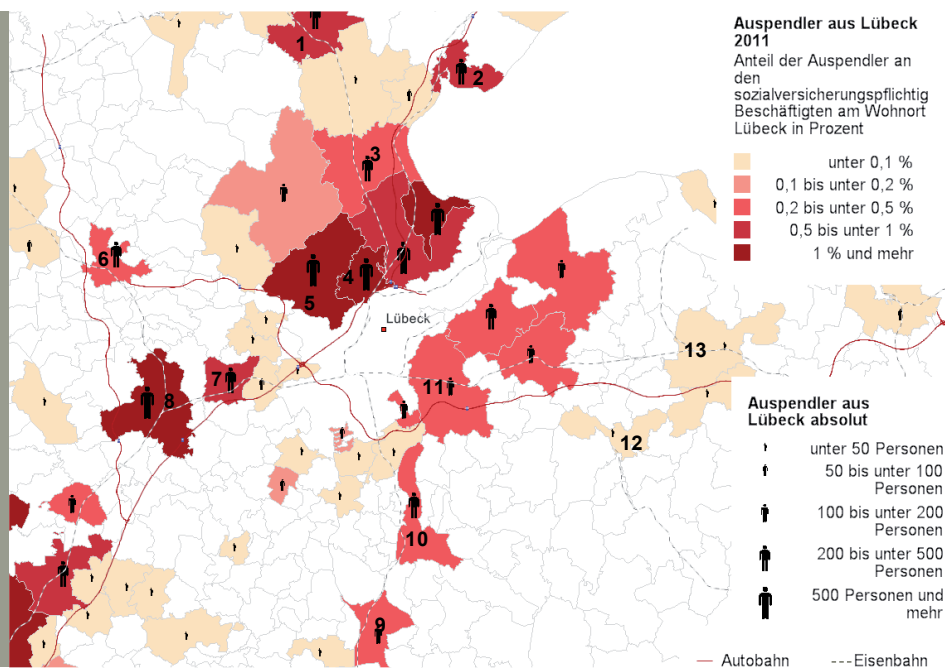 Auspendler aus Lübeck
2011
Anteil der Auspendler an
den
sozialversicherungspflichtig
Beschäftigten am Wohnort
Lübeck in Prozent
unter 0,1 %
0,1 bis unter 0,2 %
0,2 bis unter 0,5 %
0,5 bis unter 1 %
1 % und mehr
1
2
3
4
5
6
Lübeck
7
8
11
13
12
10
9
Auspendler aus
Lübeck absolut
unter 50 Personen
50 bis unter 100
Personen
100 bis unter 200
Personen
200 bis unter 500
Personen
500 Personen und
mehr
Autobahn
Eisenbahn